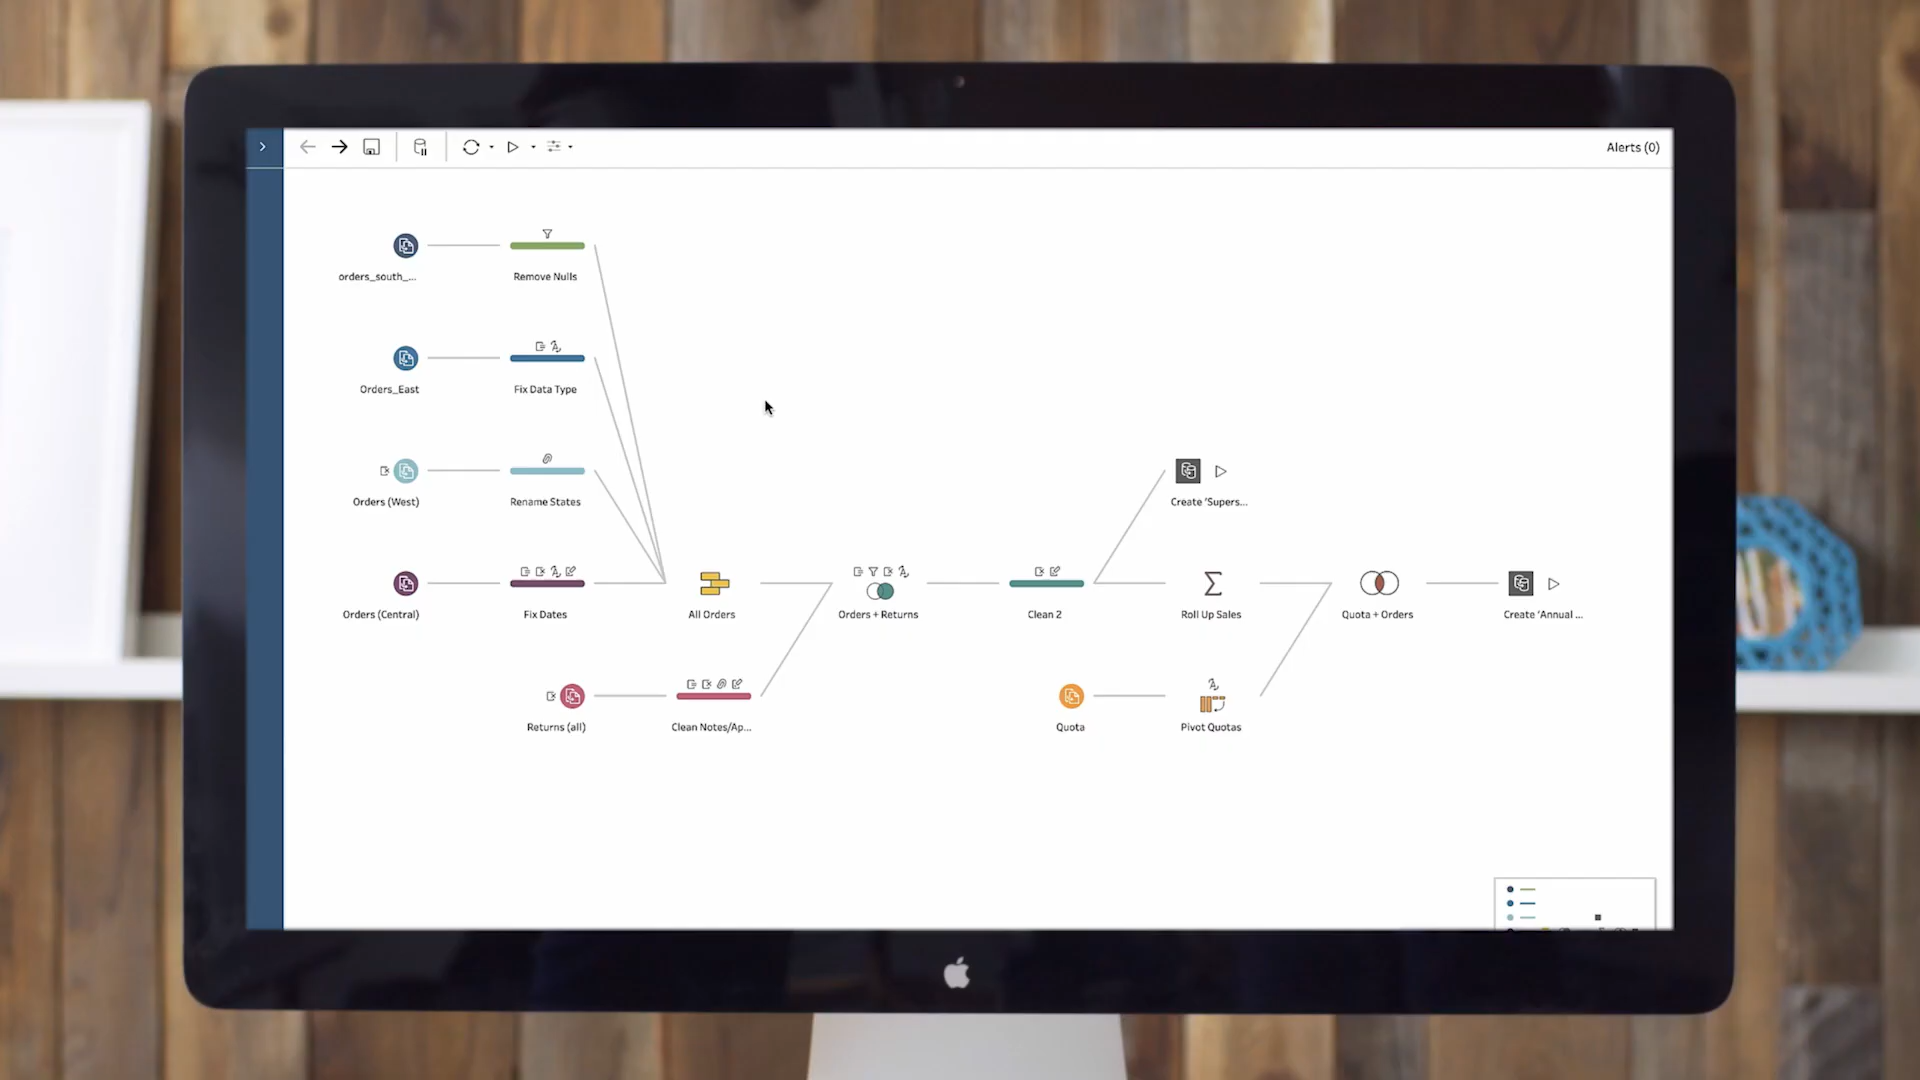 Alerts (0)
orders_south_...
Remove Nulls
Orders_East
Fix Data Type
Orders (West)
Rename States
Create 'Supers...
Orders (Central)
Fix Dates
All Orders
Orders + Returns
Clean 2
Roll Up Sales
Quota + Orders
Create 'Annual ...
Returns (all)
Clean Notes/Ap...
Quota
Pivot Quotas